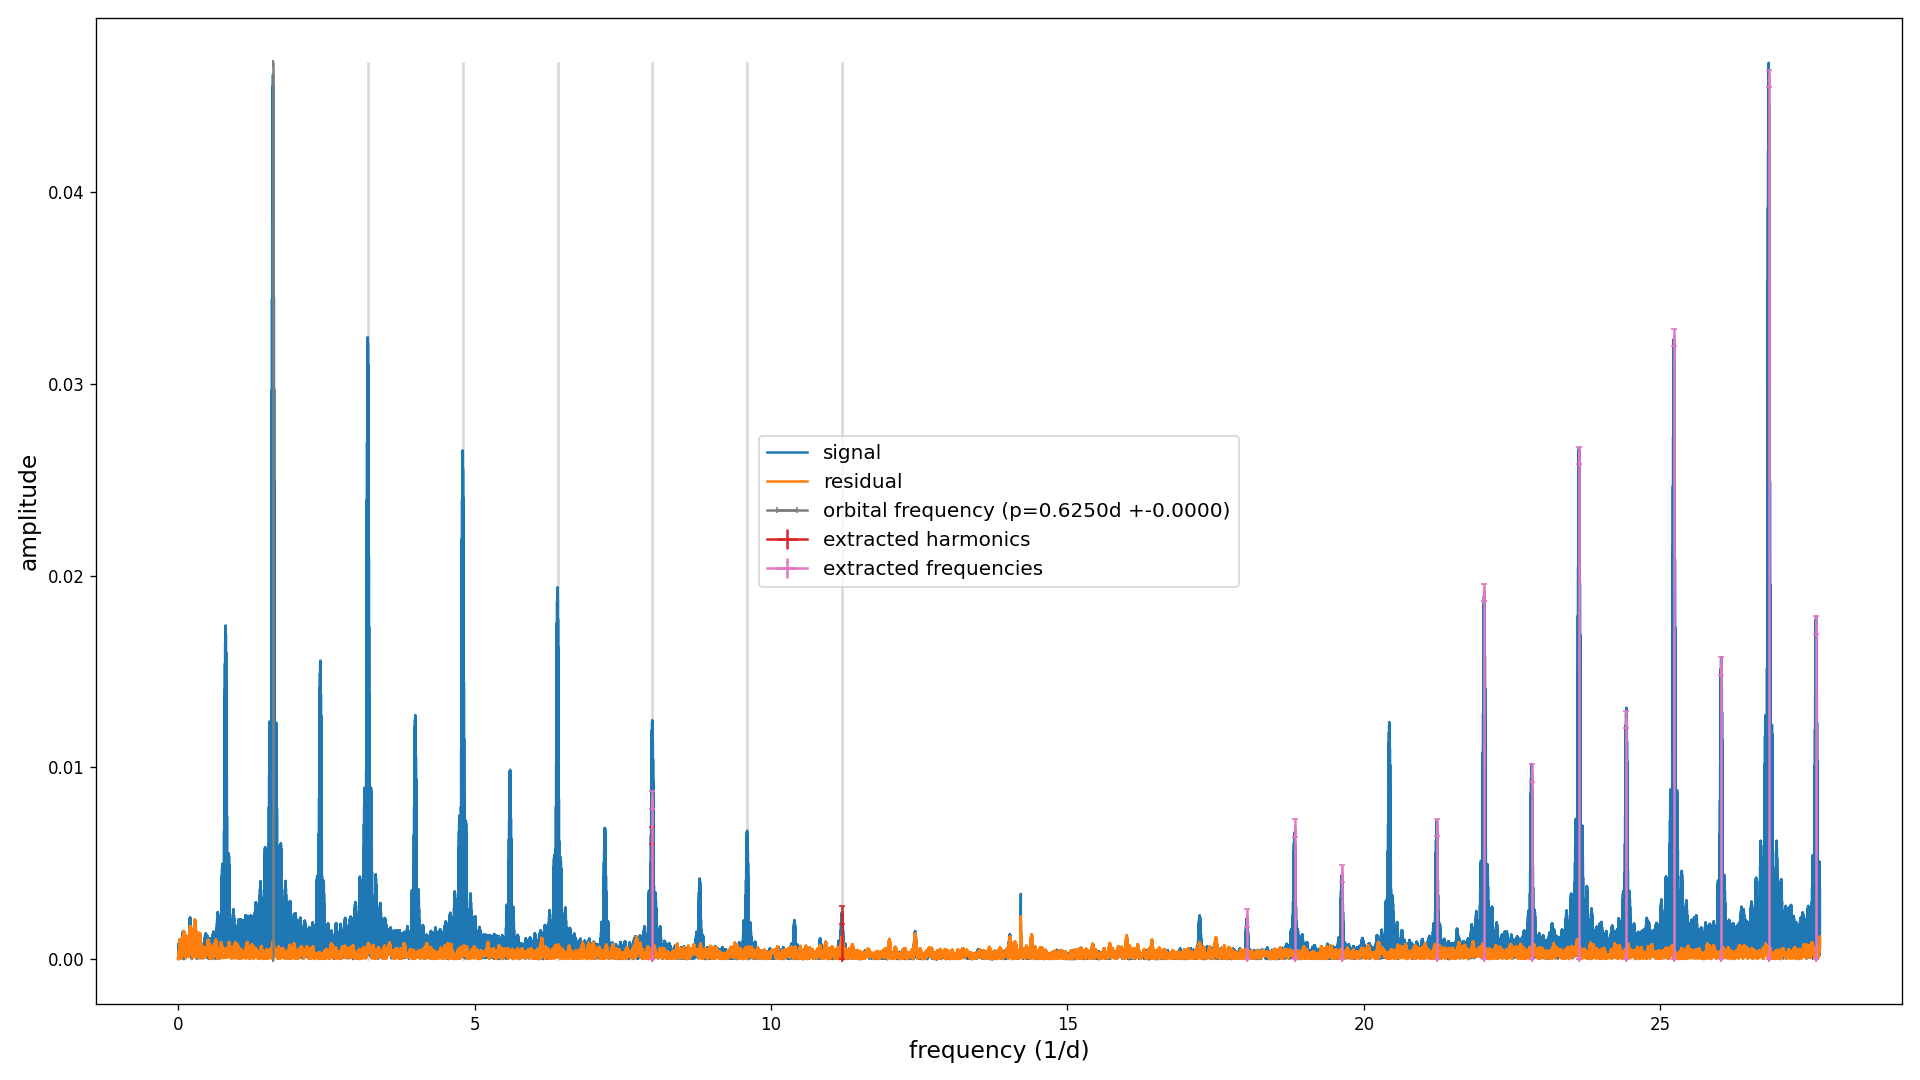 amplitude
0.04
0.03
0.02
0.01
0.00
signal
residual
orbital frequency (p=0.6250d +-0.0000)
extracted harmonics
extracted frequencies
0 5 10 15 20 25
frequency (1/d)